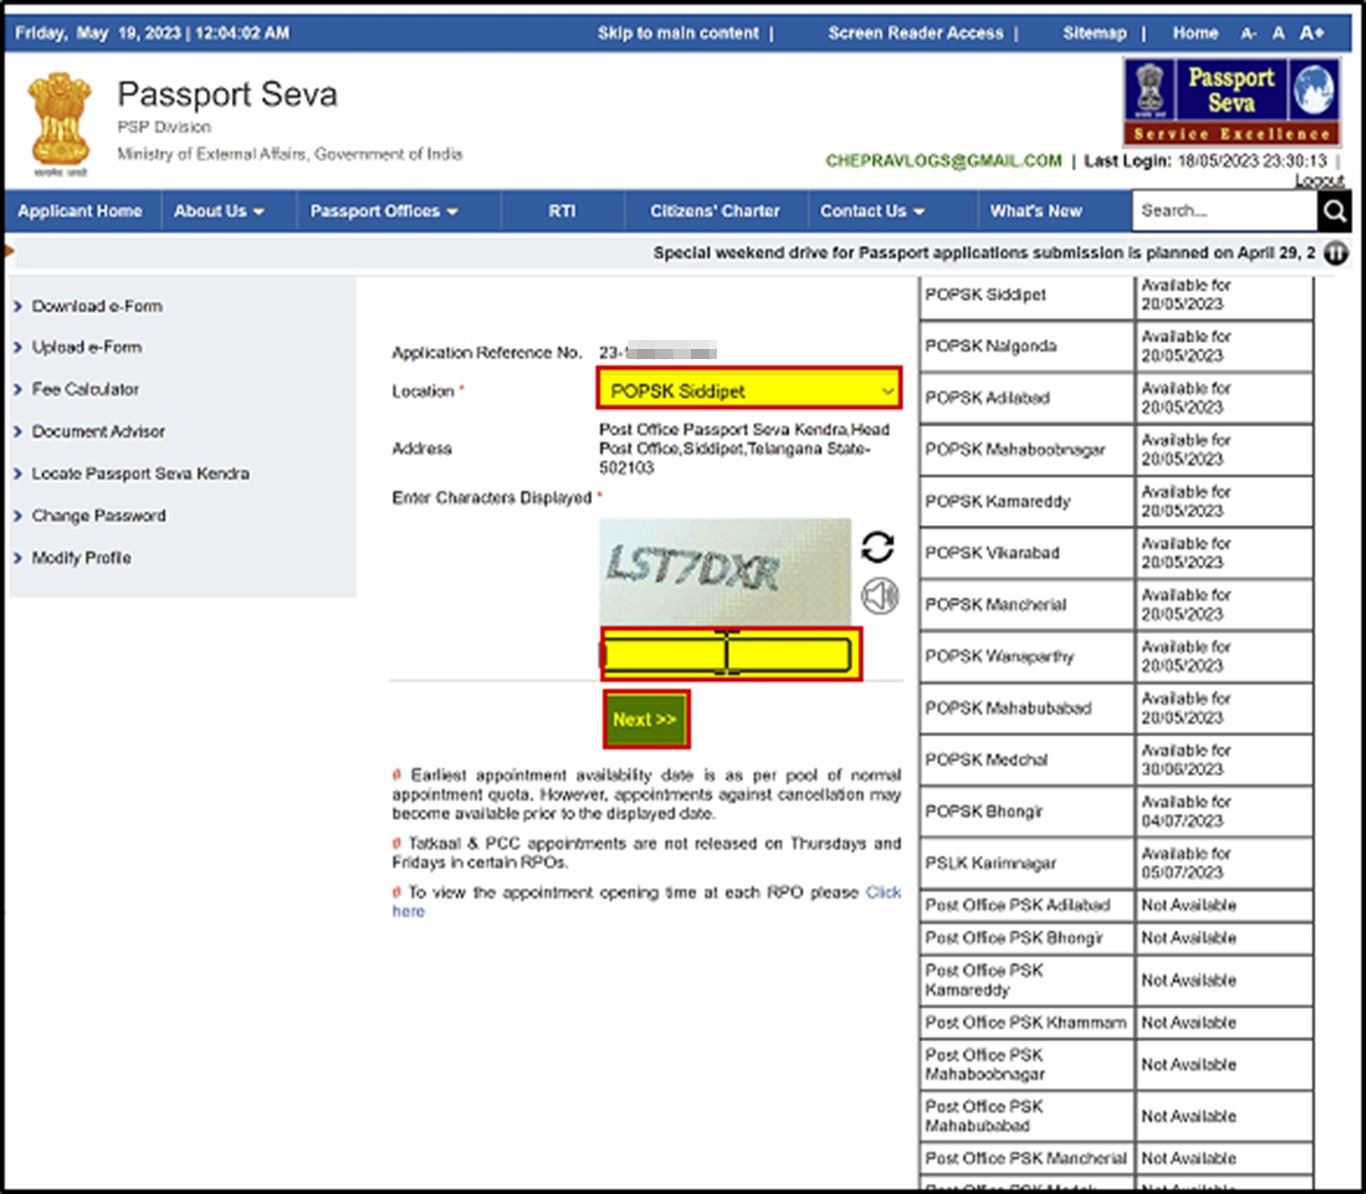 Friday, May 19, 2023 | 12:04:02 AM
Skip to main content |
Screen Reader Access |
Sitemap |
Home
A- A A+
Passport Seva
PSP Division
Ministry of External Affairs, Government of India
Passport
Seva
Service Excellence
CHEPRAVLOGS@GMAIL.COM | Last Login: 18/05/2023 23:30:13 |
Logout
Applicant Home
About Us
Passport Offices
RTI
Citizens' Charter
Contact Us
What's New
Search...
Special weekend drive for Passport applications submission is planned on April 29, 2
Download e-Form
Upload e-Form
Fee Calculator
Document Advisor
Locate Passport Seva Kendra
Change Password
Modify Profile
Application Reference No. 23-1
Location * POPSK Siddipet
Address
Post Office Passport Seva Kendra,Head
Post Office,Siddipet,Telangana State-
502103
Enter Characters Displayed *
LST7DXR
Next >>
Earliest appointment availability date is as per pool of normal
appointment quota. However, appointments against cancellation may
become available prior to the displayed date.
Tatkaal & PCC appointments are not released on Thursdays and
Fridays in certain RPOs.
To view the appointment opening time at each RPO please Click
here
POPSK Siddipet
Available for
20/05/2023
POPSK Nalgonda
Available for
20/05/2023
POPSK Adilabad
Available for
20/05/2023
POPSK Mahaboobnagar
Available for
20/05/2023
POPSK Kamareddy
Available for
20/05/2023
POPSK Vikarabad
Available for
20/05/2023
POPSK Mancherial
Available for
20/05/2023
POPSK Wanaparthy
Available for
20/05/2023
POPSK Mahabubabad
Available for
20/05/2023
POPSK Medchal
Available for
30/06/2023
POPSK Bhongir
Available for
04/07/2023
PSLK Karimnagar
Available for
05/07/2023
Post Office PSK Adilabad
Not Available
Post Office PSK Bhongir
Not Available
Post Office PSK
Kamareddy
Not Available
Post Office PSK Khammam
Not Available
Post Office PSK
Mahaboobnagar
Not Available
Post Office PSK
Mahabubabad
Not Available
Post Office PSK Mancherial
Not Available